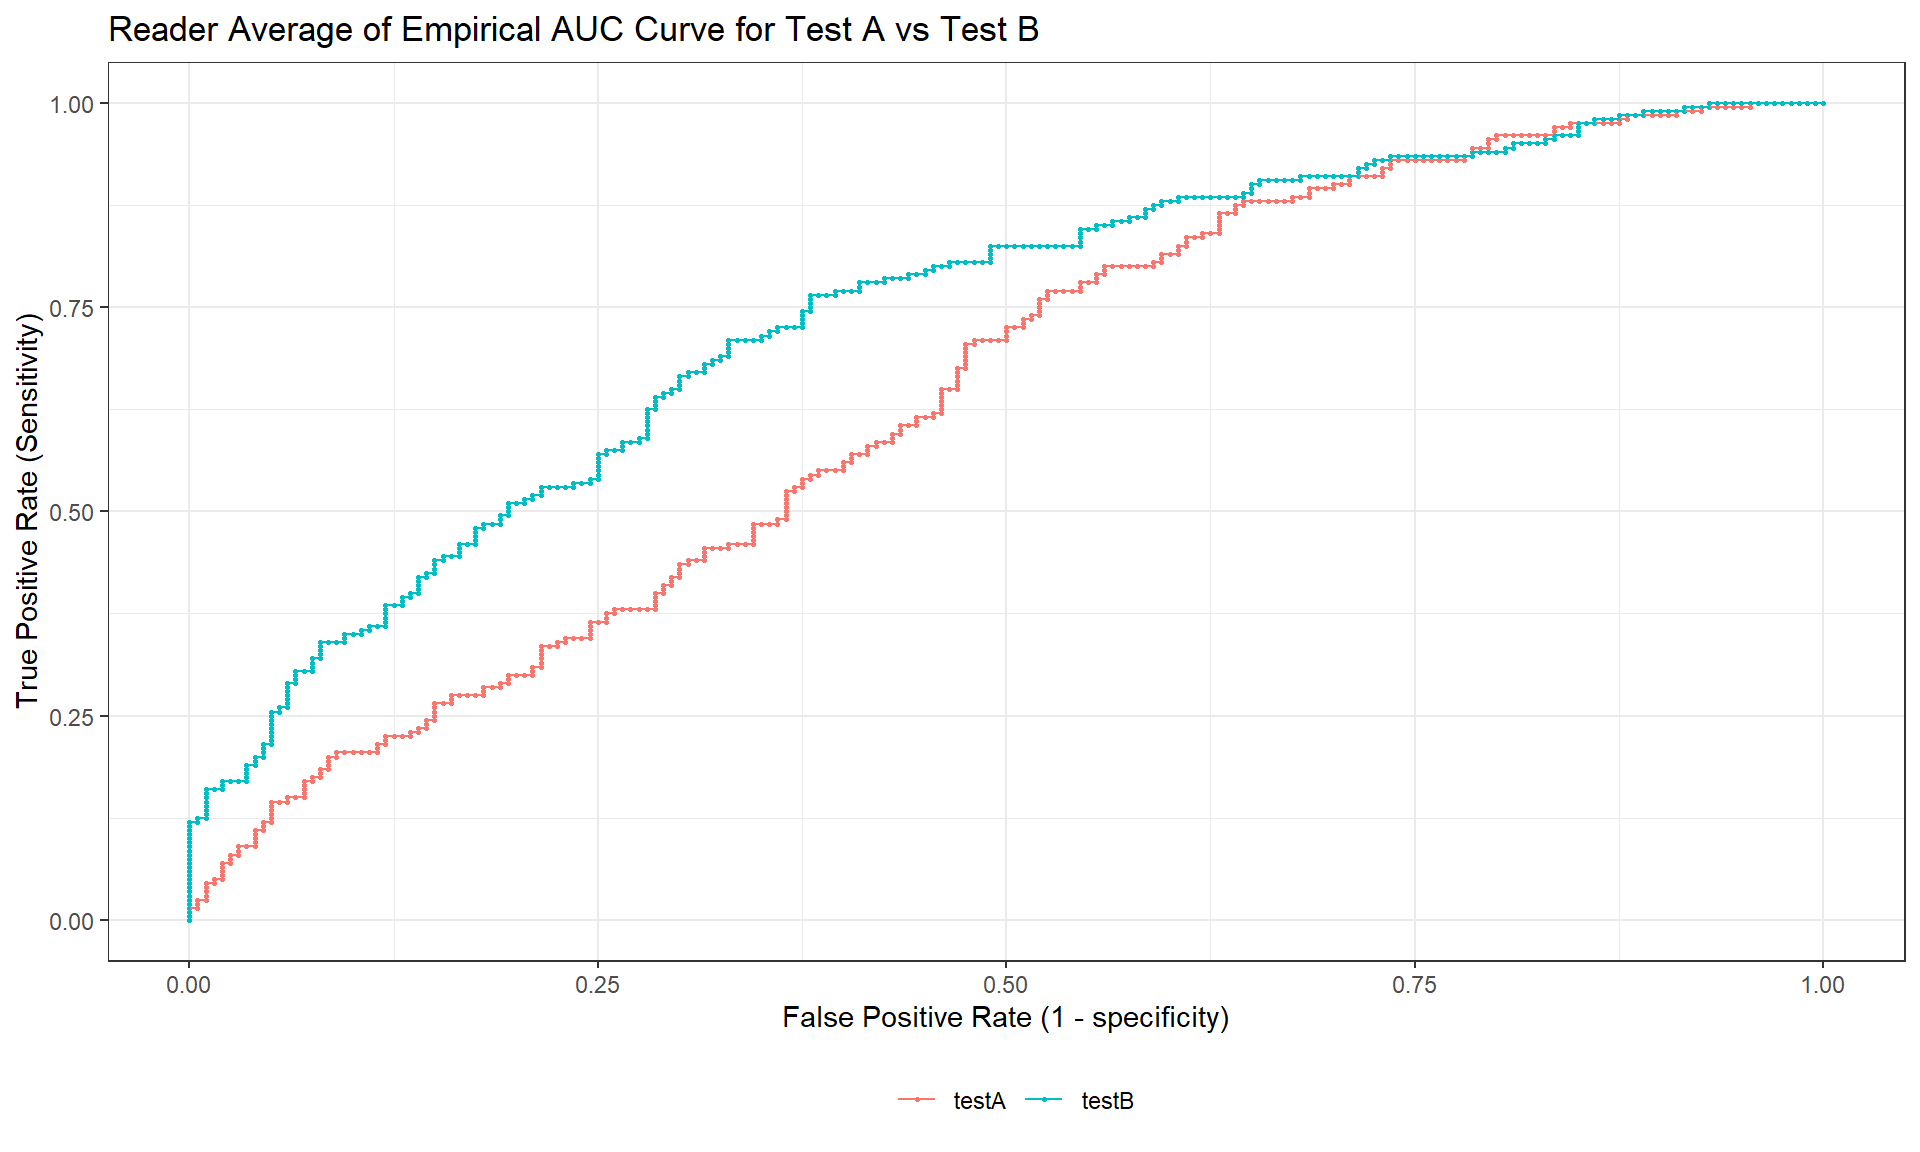 Reader Average of Empirical AUC Curve for Test A vs Test B
True Positive Rate (Sensitivity)
1.00
0.75
0.50
0.25
0.00
0.00 0.25 0.50 0.75 1.00
False Positive Rate (1 - specificity)
testA testB